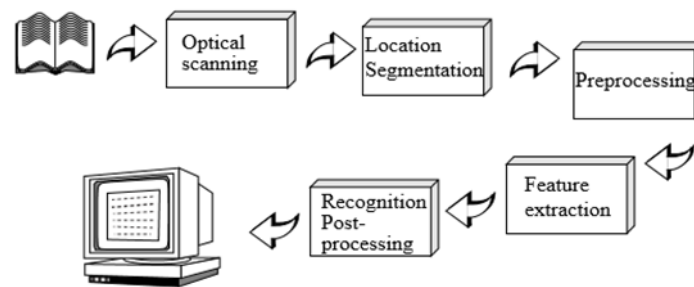 Optical
scanning
Location
Segmentation
Preprocessing
Feature
extraction
Recognition
Post-
processing